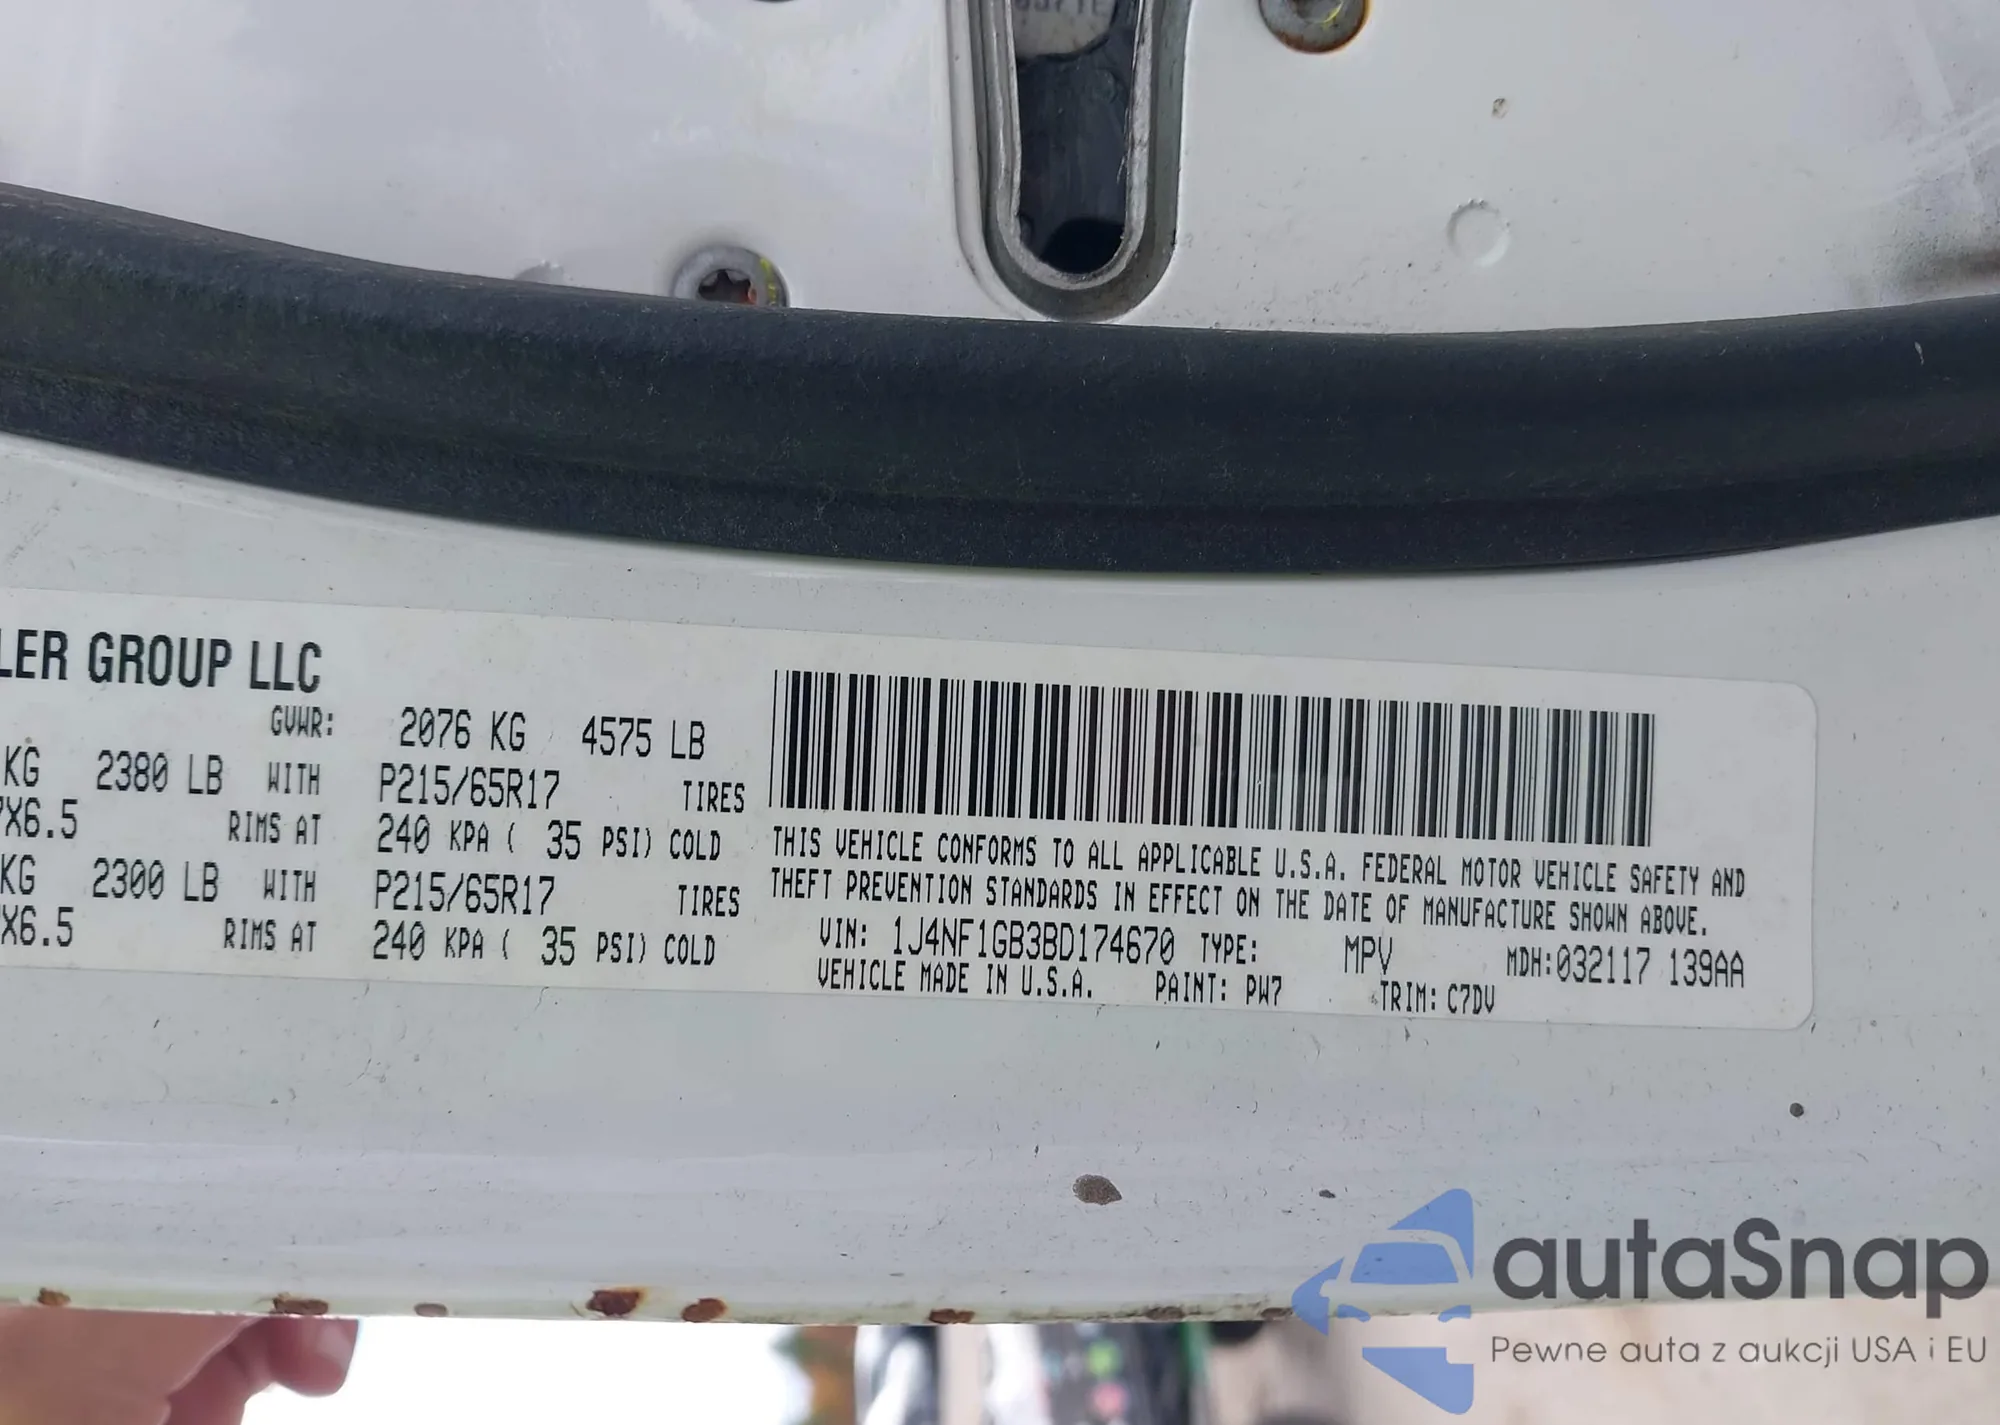 LER GROUP LLC
GVWR: 2076 KG 4575 LB
KG 2380 LB WITH P215/65R17 TIRES
X6.5 RIMS AT 240 KPA ( 35 PSI) COLD
KG 2300 LB WITH P215/65R17 TIRES
X6.5 RIMS AT 240 KPA ( 35 PSI) COLD
THIS VEHICLE CONFORMS TO ALL APPLICABLE U.S.A. FEDERAL MOTOR VEHICLE SAFETY AND
THEFT PREVENTION STANDARDS IN EFFECT ON THE DATE OF MANUFACTURE SHOWN ABOVE.
VIN: 1J4NF1GB3BD174670 TYPE: MPV MDH:032117 139AA
VEHICLE MADE IN U.S.A. PAINT: PW7 TRIM: C7DV
autaSnap
Pewne auta z aukcji USA i EU